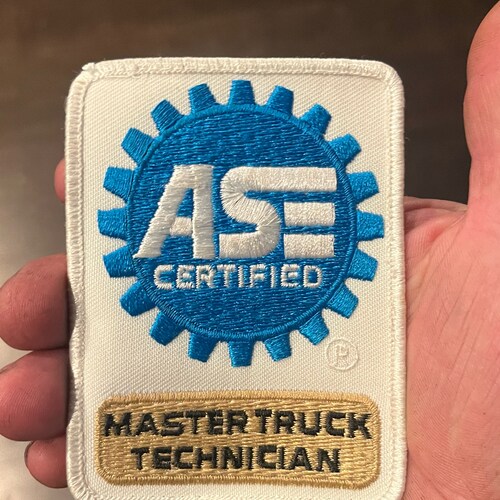 ASE
CERTIFIED
®
MASTER TRUCK
TECHNICIAN